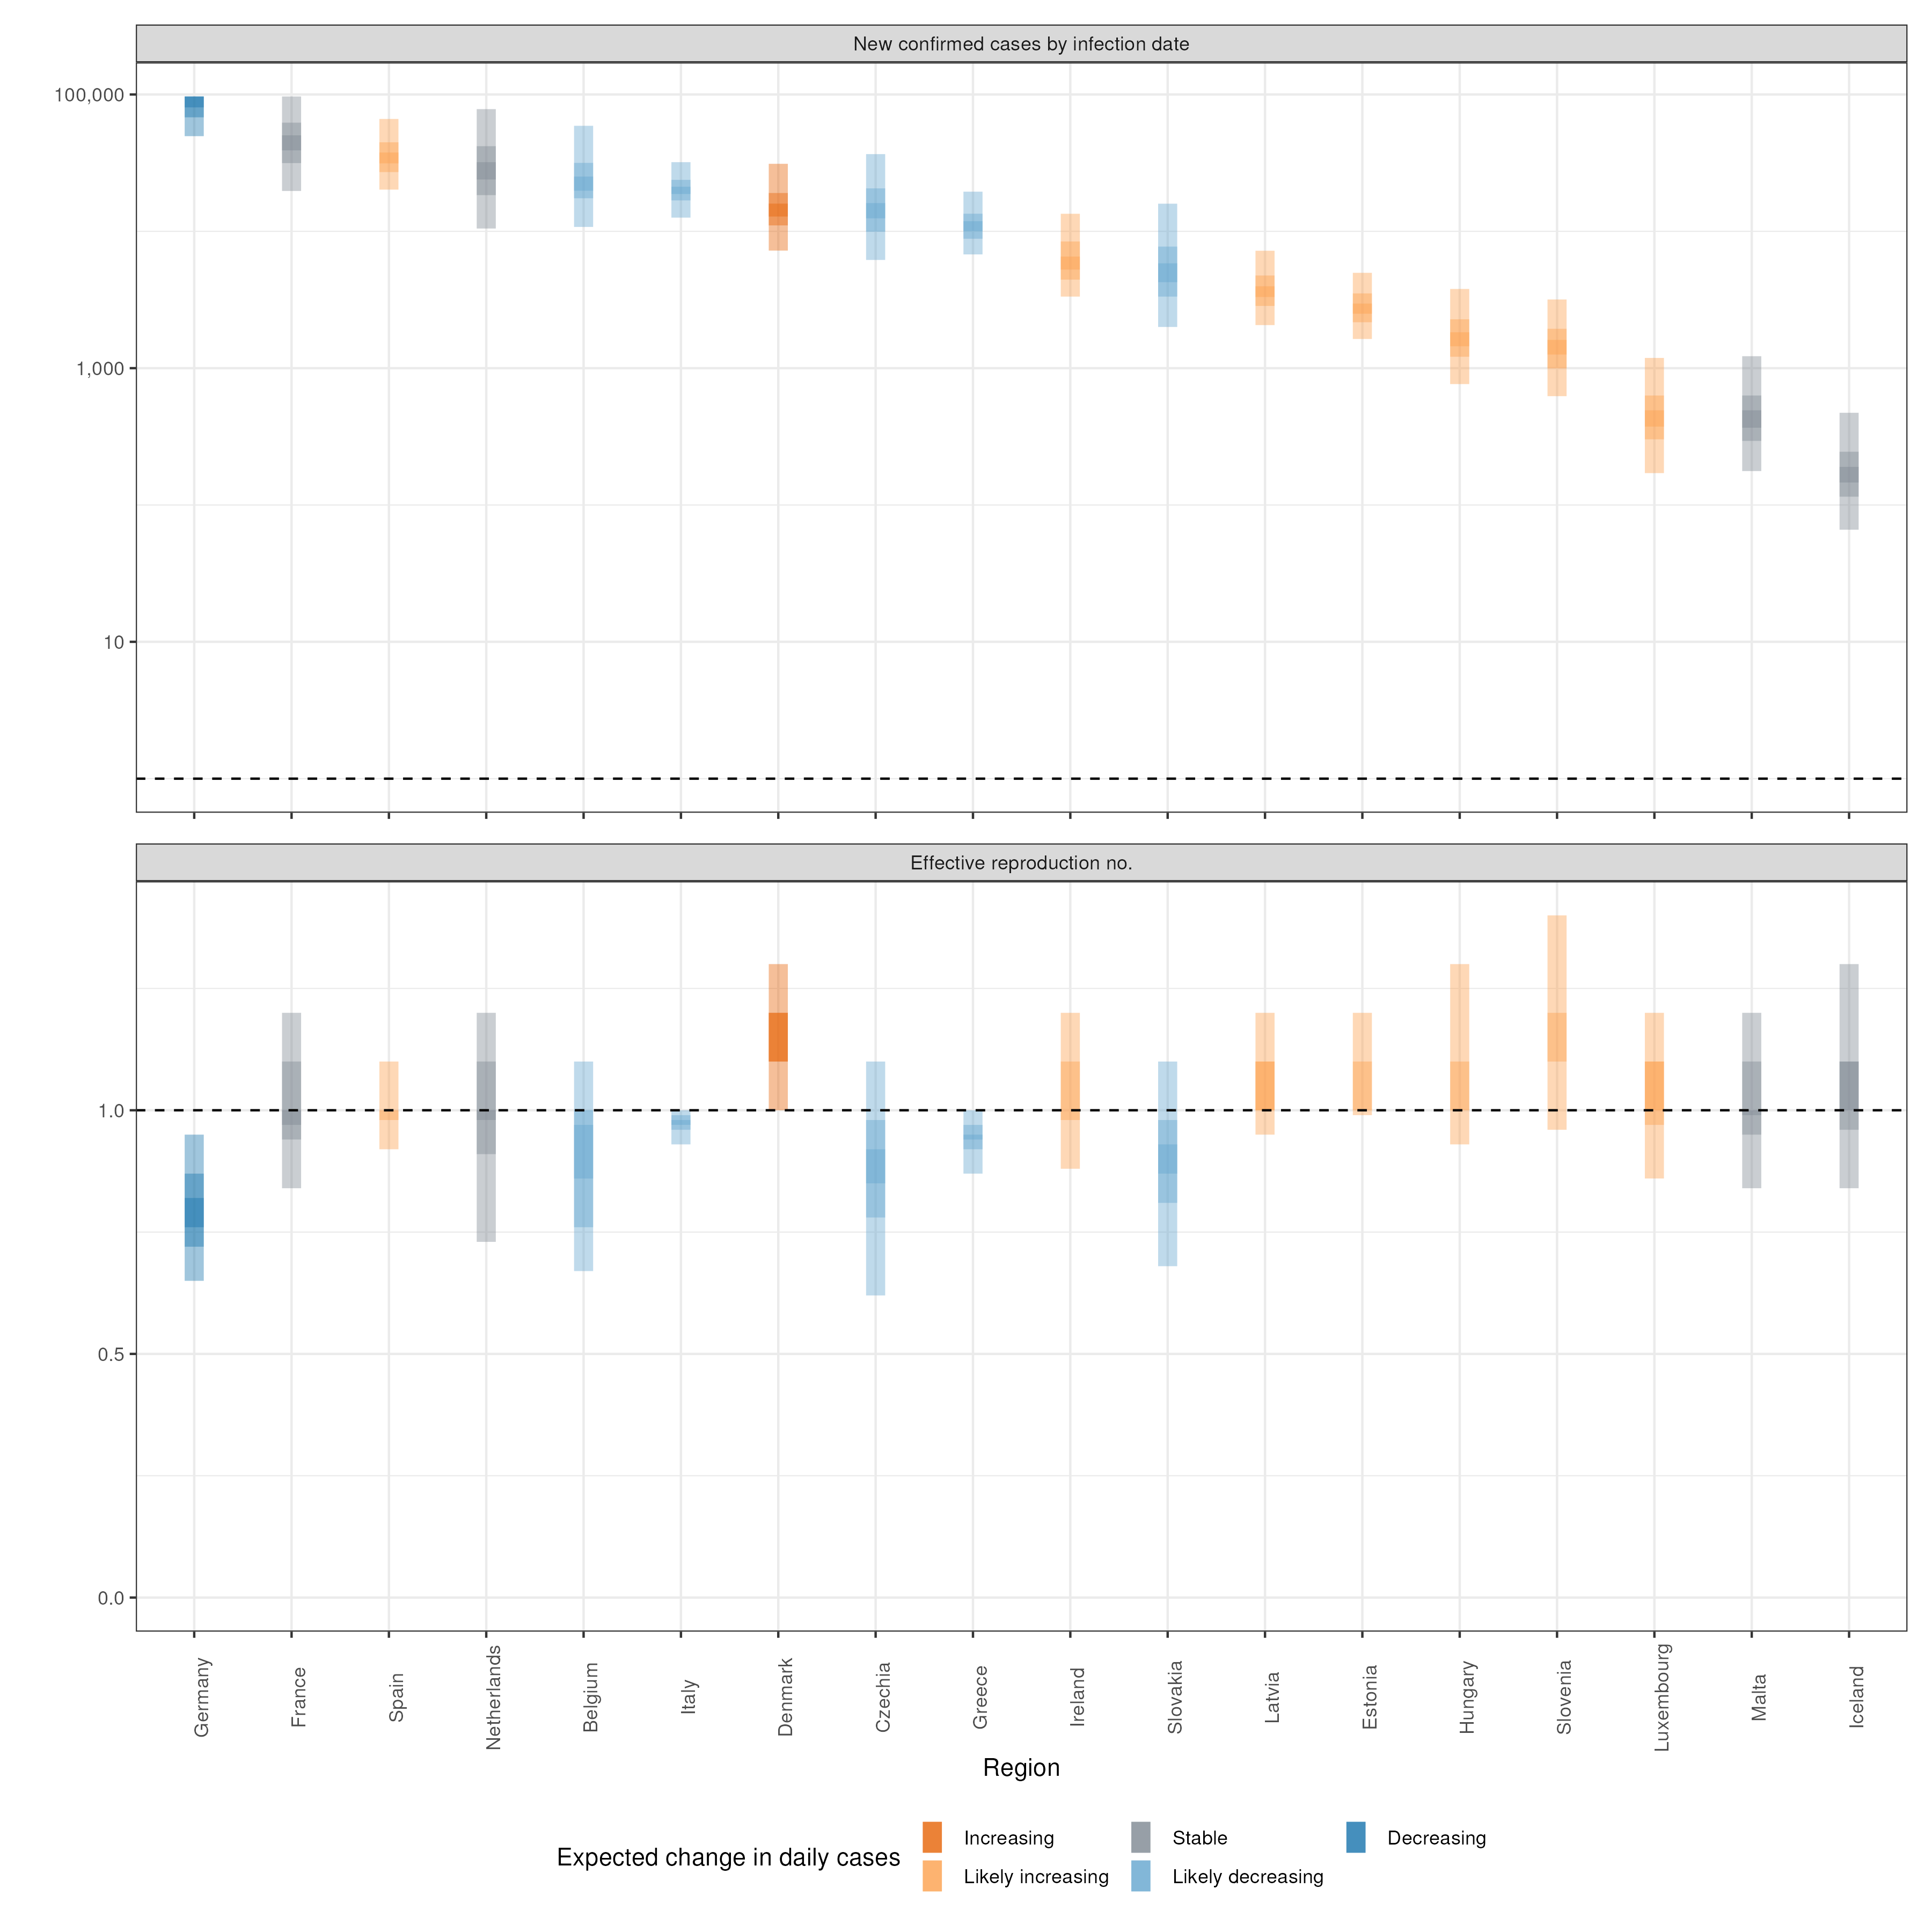 New confirmed cases by infection date
100,000
1,000
10
Effective reproduction no.
1.0
0.5
0.0
Germany
France
Spain
Netherlands
Belgium
Italy
Denmark
Czechia
Greece
Ireland
Slovakia
Latvia
Estonia
Hungary
Slovenia
Luxembourg
Malta
Iceland
Region
Expected change in daily cases
Increasing
Stable
Decreasing
Likely increasing
Likely decreasing